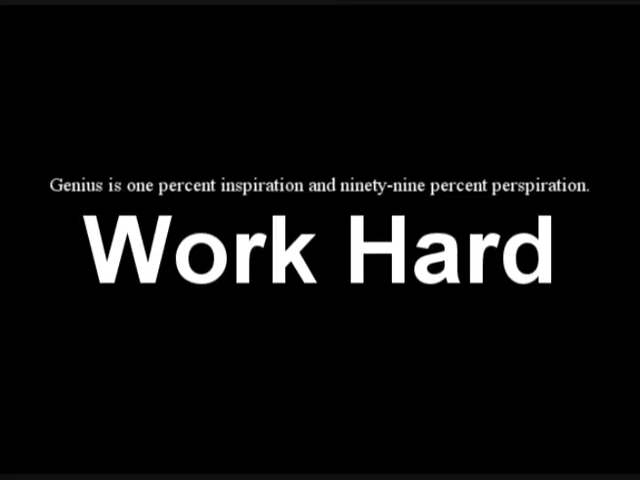 Genius is one percent inspiration and ninety-nine percent perspiration.
Work Hard